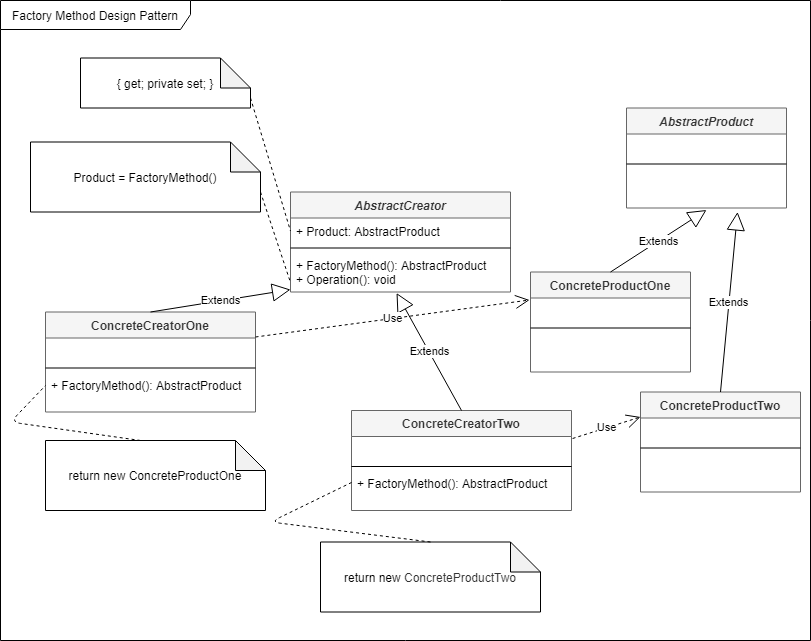 Factory Method Design Pattern
{ get; private set; }
Product = FactoryMethod()
AbstractProduct
AbstractCreator
+ Product: AbstractProduct
+ FactoryMethod(): AbstractProduct
+ Operation(): void
Extends
ConcreteProductOne
Extends
Extends
ConcreteCreatorOne
Use
Extends
+ FactoryMethod(): AbstractProduct
ConcreteProductTwo
ConcreteCreatorTwo
Use
return new ConcreteProductOne
+ FactoryMethod(): AbstractProduct
return new ConcreteProductTwo